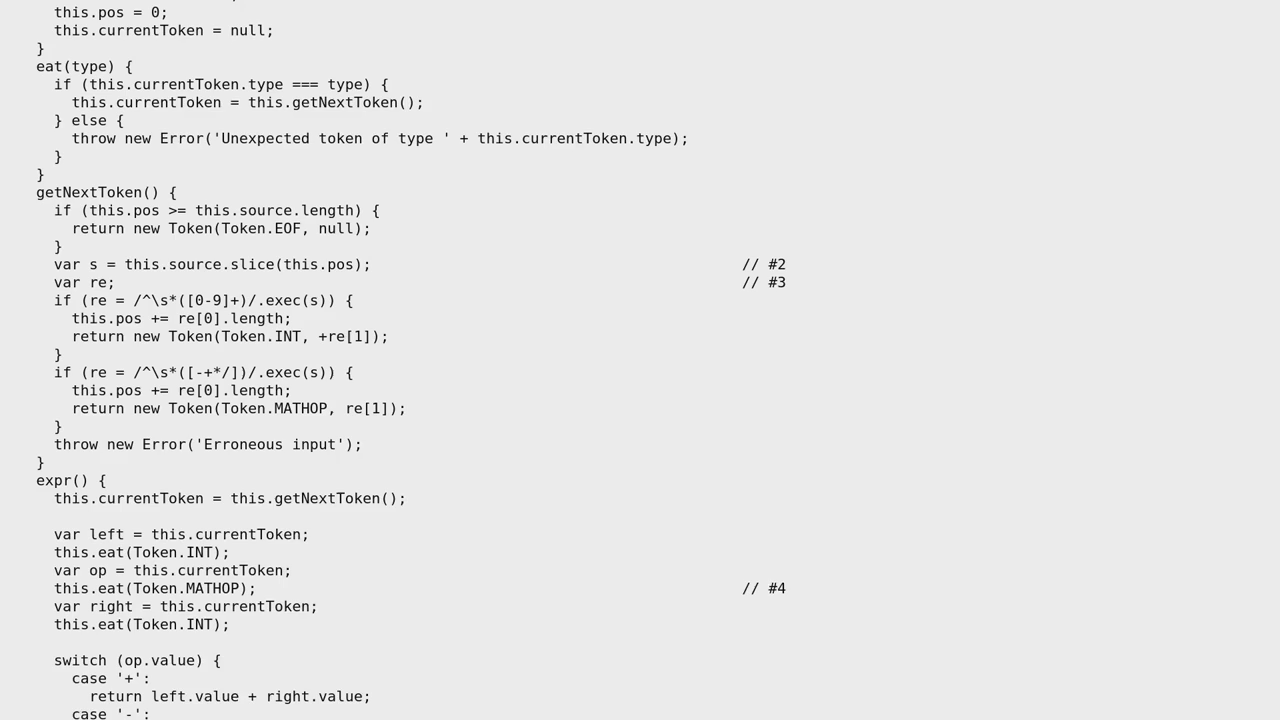 this.pos = 0;
this.currentToken = null;
}
eat(type) {
if (this.currentToken.type === type) {
this.currentToken = this.getNextToken();
} else {
throw new Error('Unexpected token of type ' + this.currentToken.type);
}
}
getNextToken() {
if (this.pos >= this.source.length) {
return new Token(Token.EOF, null);
}
var s = this.source.slice(this.pos); // #2
var re; // #3
if (re = /^\s*([0-9]+)/.exec(s)) {
this.pos += re[0].length;
return new Token(Token.INT, +re[1]);
}
if (re = /^\s*([-+*/])/.exec(s)) {
this.pos += re[0].length;
return new Token(Token.MATHOP, re[1]);
}
throw new Error('Erroneous input');
}
expr() {
this.currentToken = this.getNextToken();
var left = this.currentToken;
this.eat(Token.INT);
var op = this.currentToken;
this.eat(Token.MATHOP); // #4
var right = this.currentToken;
this.eat(Token.INT);
switch (op.value) {
case '+':
return left.value + right.value;
case '-':